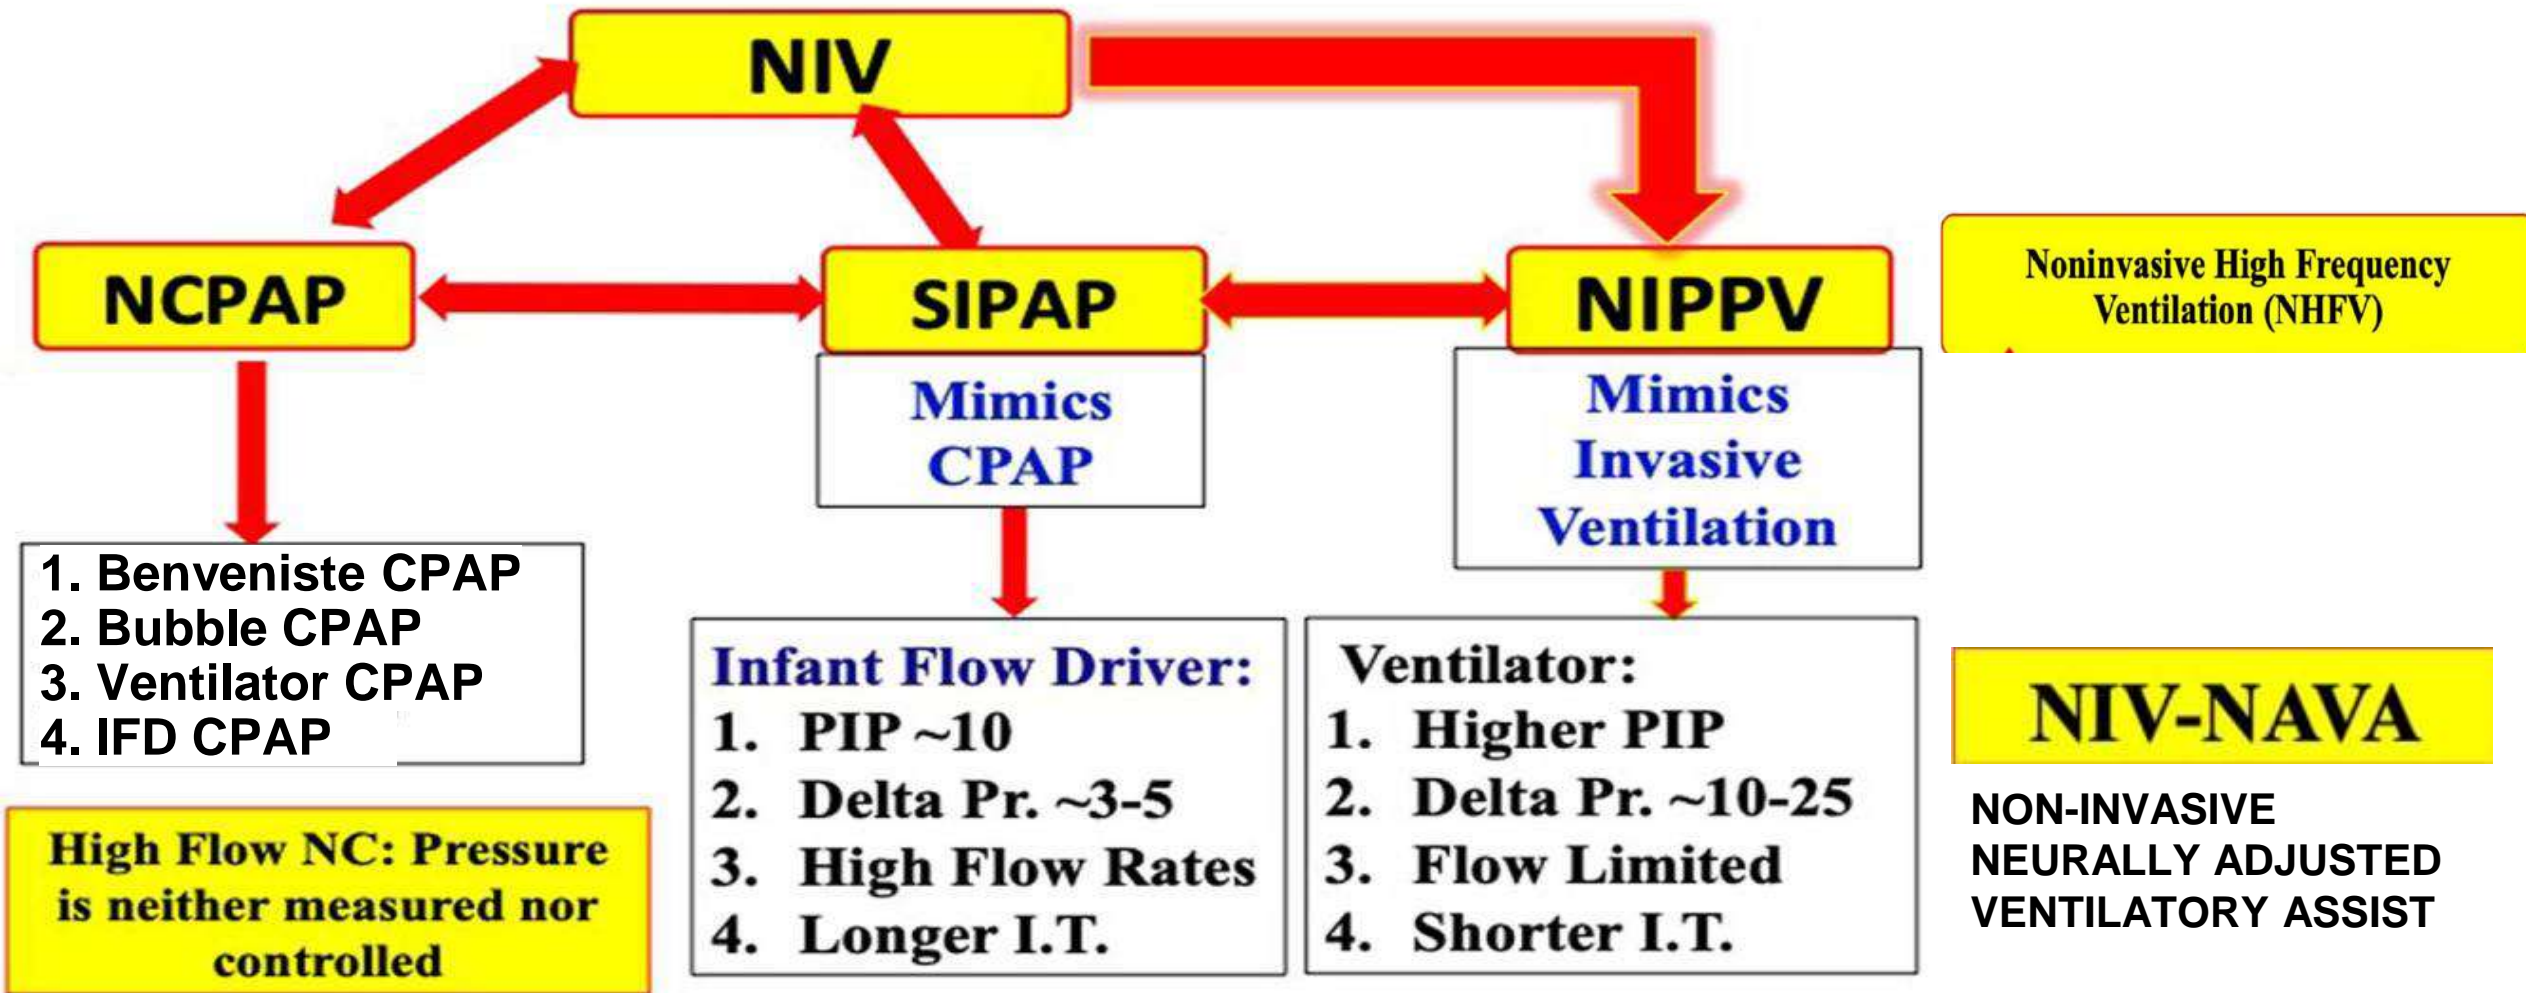 NIV
NCPAP
SIPAP
NIPPV
Noninvasive High Frequency
Ventilation (NHFV)
Mimics
CPAP
Mimics
Invasive
Ventilation
1. Benveniste CPAP
2. Bubble CPAP
3. Ventilator CPAP
4. IFD CPAP
High Flow NC: Pressure
is neither measured nor
controlled
Infant Flow Driver:
1. PIP ~10
2. Delta Pr. ~3-5
3. High Flow Rates
4. Longer I.T.
Ventilator:
1. Higher PIP
2. Delta Pr. ~10-25
3. Flow Limited
4. Shorter I.T.
NIV-NAVA
NON-INVASIVE
NEURALLY ADJUSTED
VENTILATORY ASSIST